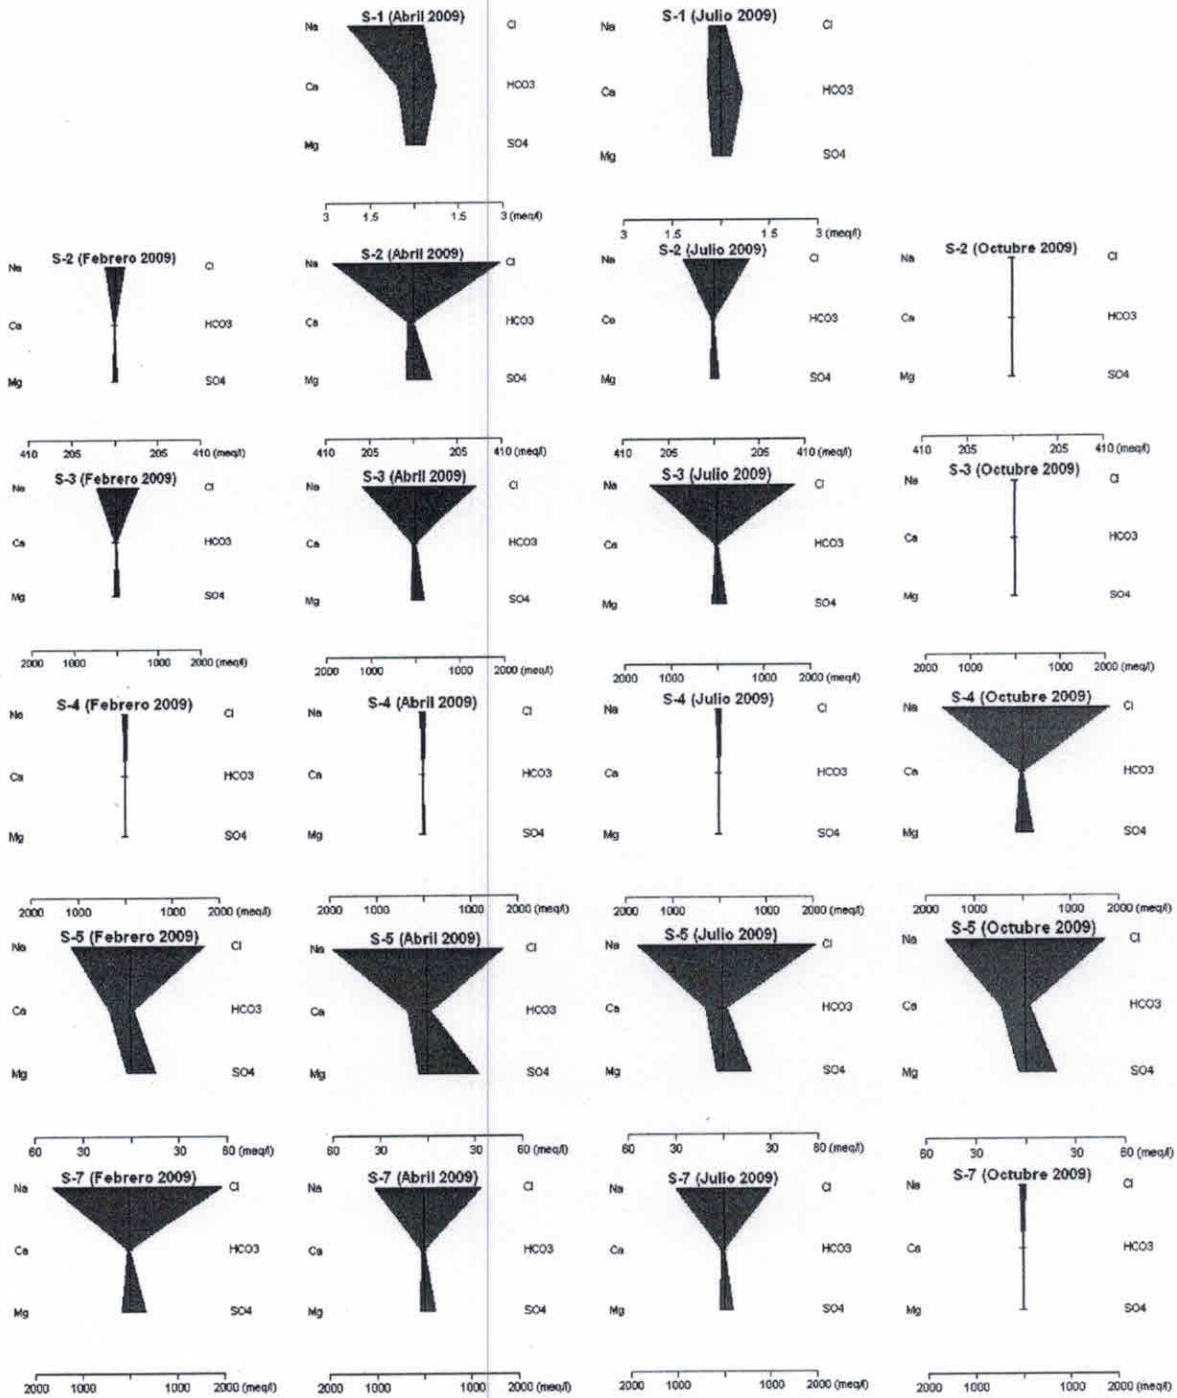 S-1 (Abril 2009) S-1 (Julio 2009)
Na Cl Na Cl
Ca HCO3 Ca HCO3
Mg SO4 Mg SO4
3 1.5 1.5 3 (meq/l) 3 1.5 1.5 3 (meq/l)
S-2 (Febrero 2009) S-2 (Abril 2009) S-2 (Julio 2009) S-2 (Octubre 2009)
Na Cl Na Cl Na Cl Na Cl
Ca HCO3 Ca HCO3 Ca HCO3 Ca HCO3
Mg SO4 Mg SO4 Mg SO4 Mg SO4
410 205 205 410 (meq/l) 410 205 205 410 (meq/l) 410 205 205 410 (meq/l) 410 205 205 410 (meq/l)
S-3 (Febrero 2009) S-3 (Abril 2009) S-3 (Julio 2009) S-3 (Octubre 2009)
Na Cl Na Cl Na Cl Na Cl
Ca HCO3 Ca HCO3 Ca HCO3 Ca HCO3
Mg SO4 Mg SO4 Mg SO4 Mg SO4
2000 1000 1000 2000 (meq/l) 2000 1000 1000 2000 (meq/l) 2000 1000 1000 2000 (meq/l) 2000 1000 1000 2000 (meq/l)
S-4 (Febrero 2009) S-4 (Abril 2009) S-4 (Julio 2009) S-4 (Octubre 2009)
Na Cl Na Cl Na Cl Na Cl
Ca HCO3 Ca HCO3 Ca HCO3 Ca HCO3
Mg SO4 Mg SO4 Mg SO4 Mg SO4
2000 1000 1000 2000 (meq/l) 2000 1000 1000 2000 (meq/l) 2000 1000 1000 2000 (meq/l) 2000 1000 1000 2000 (meq/l)
S-5 (Febrero 2009) S-5 (Abril 2009) S-5 (Julio 2009) S-5 (Octubre 2009)
Na Cl Na Cl Na Cl Na Cl
Ca HCO3 Ca HCO3 Ca HCO3 Ca HCO3
Mg SO4 Mg SO4 Mg SO4 Mg SO4
60 30 30 60 (meq/l) 60 30 30 60 (meq/l) 60 30 30 60 (meq/l) 60 30 30 60 (meq/l)
S-7 (Febrero 2009) S-7 (Abril 2009) S-7 (Julio 2009) S-7 (Octubre 2009)
Na Cl Na Cl Na Cl Na Cl
Ca HCO3 Ca HCO3 Ca HCO3 Ca HCO3
Mg SO4 Mg SO4 Mg SO4 Mg SO4
2000 1000 1000 2000 (meq/l) 2000 1000 1000 2000 (meq/l) 2000 1000 1000 2000 (meq/l) 2000 1000 1000 2000 (meq/l)